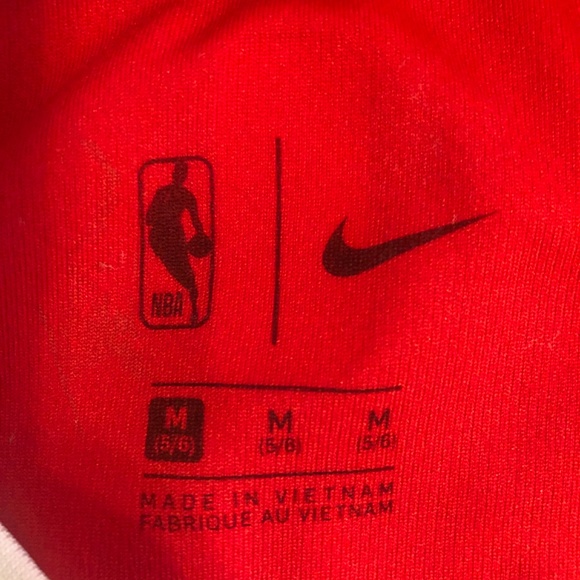 NBA
M M M
(5/6) (5/6) (5/6)
MADE IN VIETNAM
FABRIQUE AU VIETNAM